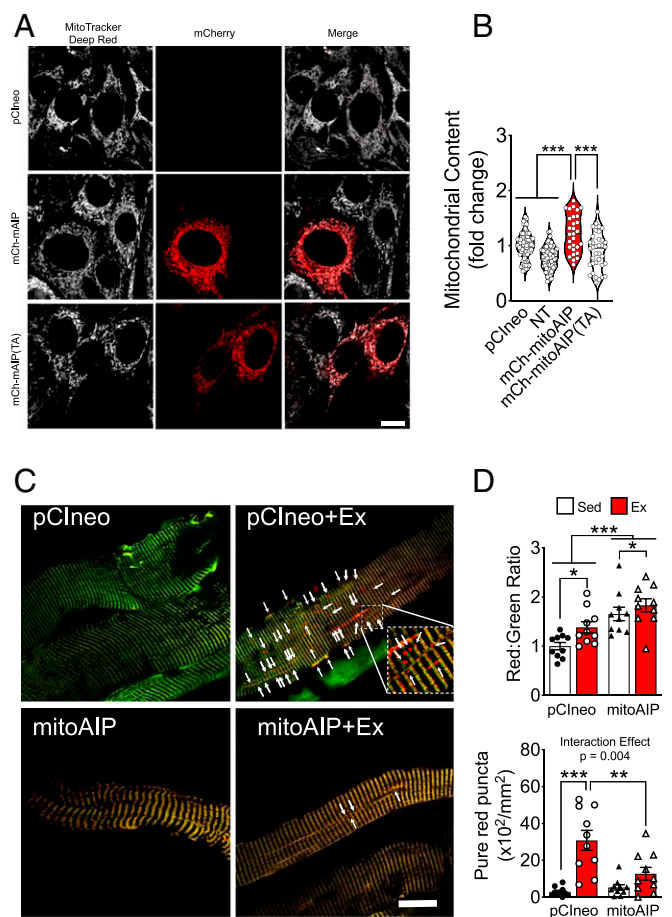 A
MitoTracker
Deep Red
mCherry
Merge
pCIneo
mCh-mAIP
mCh-mAIP(TA)
B
Mitochondrial Content
(fold change)
3
2
1
0
***
***
pCIneo
NT
mCh-mitoAIP
mCh-mitoAIP(TA)
C
pCIneo
pCIneo+Ex
mitoAIP
mitoAIP+Ex
D
Sed
Ex
Red:Green Ratio
3
2
1
0
***
*
*
pCIneo
mitoAIP
Interaction Effect
p = 0.004
Pure red puncta
(x10²/mm²)
60
40
20
0
***
**
pCIneo
mitoAIP